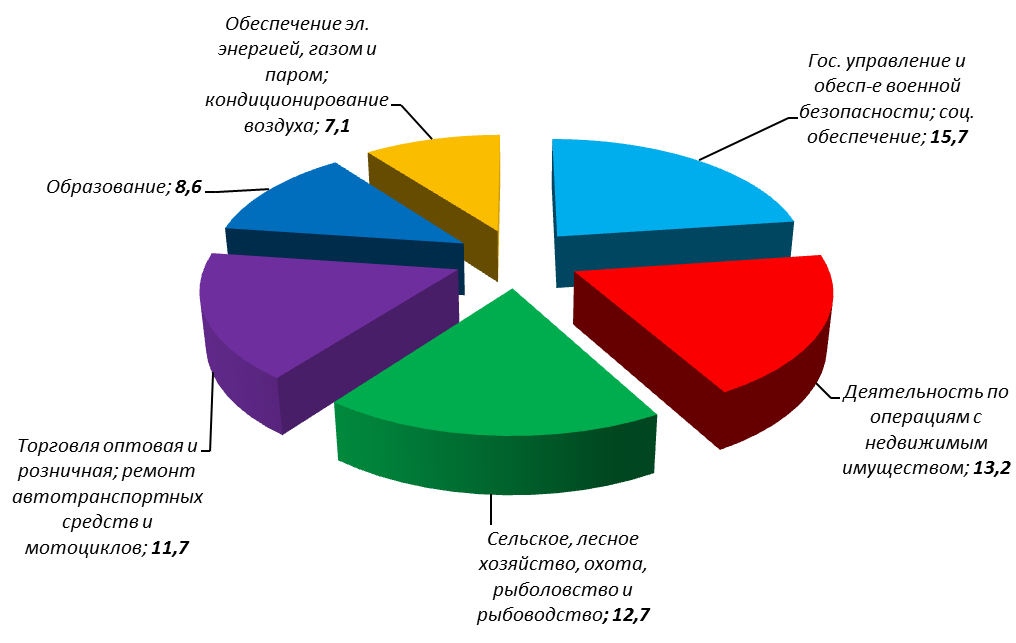 Обеспечение эл.
энергией, газом и
паром;
кондиционирование
воздуха; 7,1
Гос. управление и
обесп-е военной
безопасности; соц.
обеспечение; 15,7
Образование; 8,6
Деятельность по
операциям с
недвижимым
имуществом; 13,2
Торговля оптовая и
розничная; ремонт
автотранспортных
средств и
мотоциклов; 11,7
Сельское, лесное
хозяйство, охота,
рыболовство и
рыбоводство; 12,7